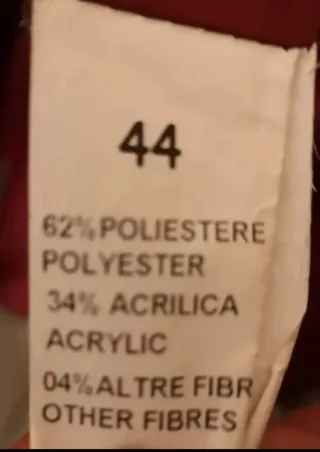 44
62%POLIESTERE
POLYESTER
34% ACRILICA
ACRYLIC
04%ALTRE FIBR
OTHER FIBRES